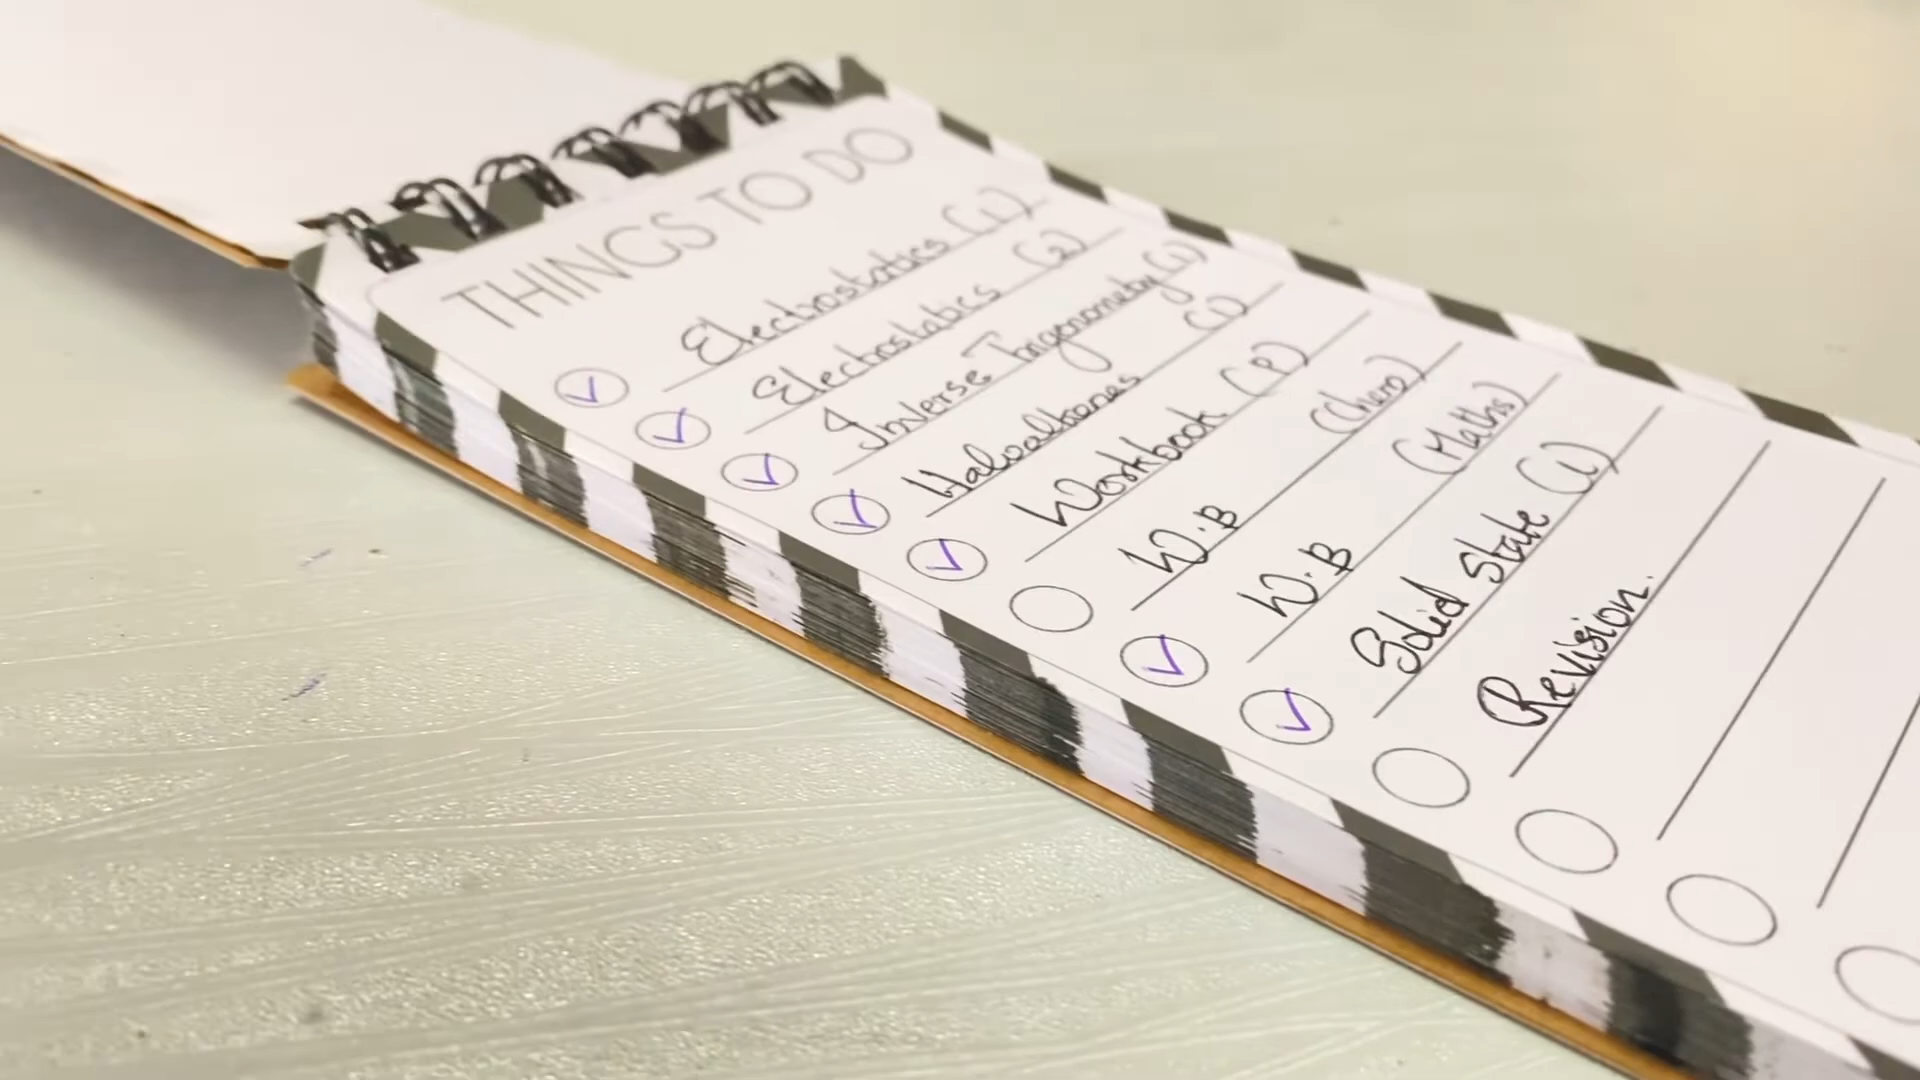 THINGS TO DO
Electrostatics (1)
Electrostatics (2)
Inverse Trigonometry (1)
Haloalkanes (1)
Workbook (P)
W.B (Chem)
W.B (Maths)
Solid State (1)
Revision.